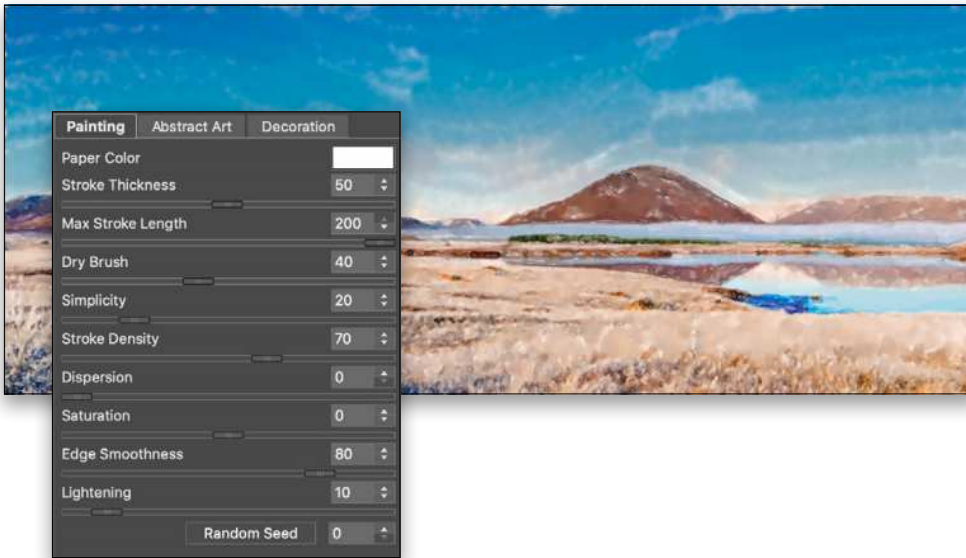 Painting Abstract Art Decoration
Paper Color
Stroke Thickness 50
Max Stroke Length 200
Dry Brush 40
Simplicity 20
Stroke Density 70
Dispersion 0
Saturation 0
Edge Smoothness 80
Lightening 10
Random Seed 0